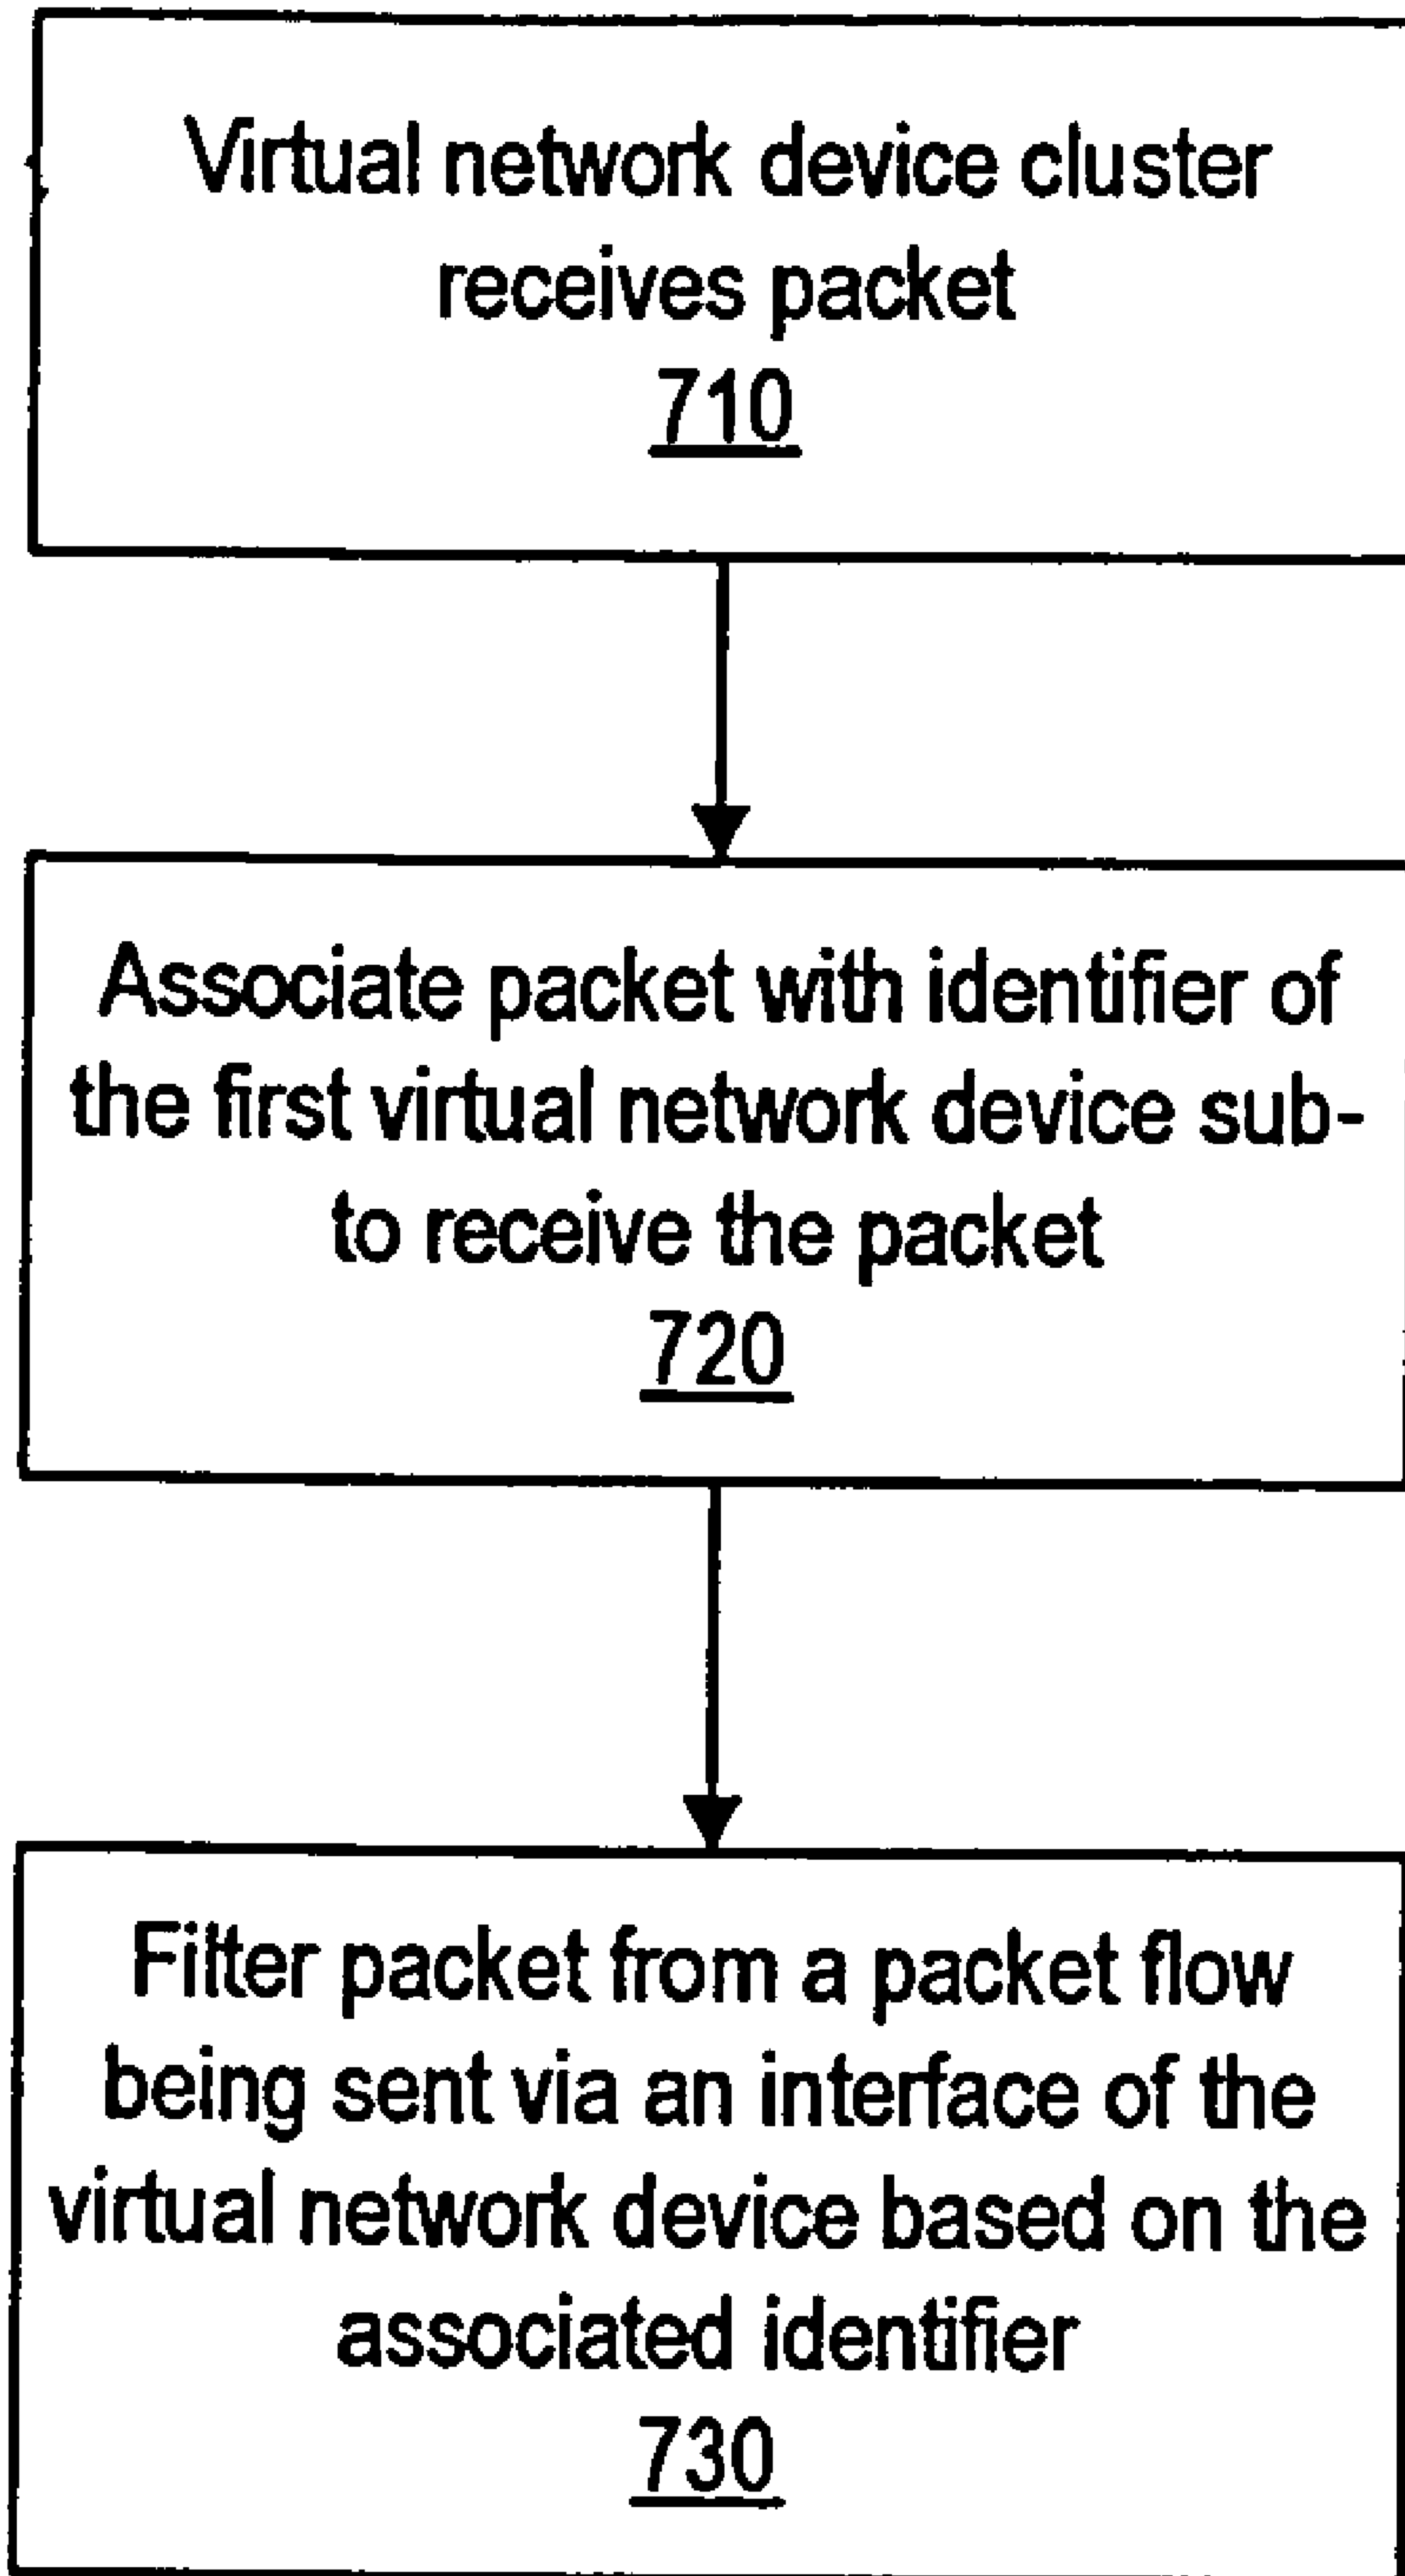 Virtual network device cluster
receives packet
710
Associate packet with identifier of
the first virtual network device sub-
to receive the packet
720
Filter packet from a packet flow
being sent via an interface of the
virtual network device based on the
associated identifier
730